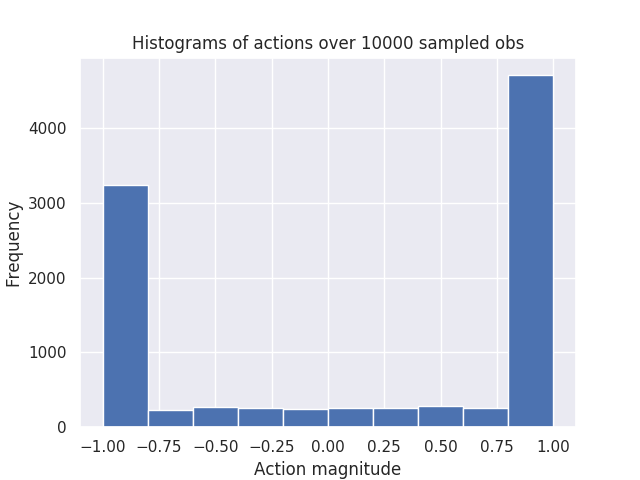 Histograms of actions over 10000 sampled obs
4000
3000
2000
1000
0
Frequency
−1.00 −0.75 −0.50 −0.25 0.00 0.25 0.50 0.75 1.00
Action magnitude